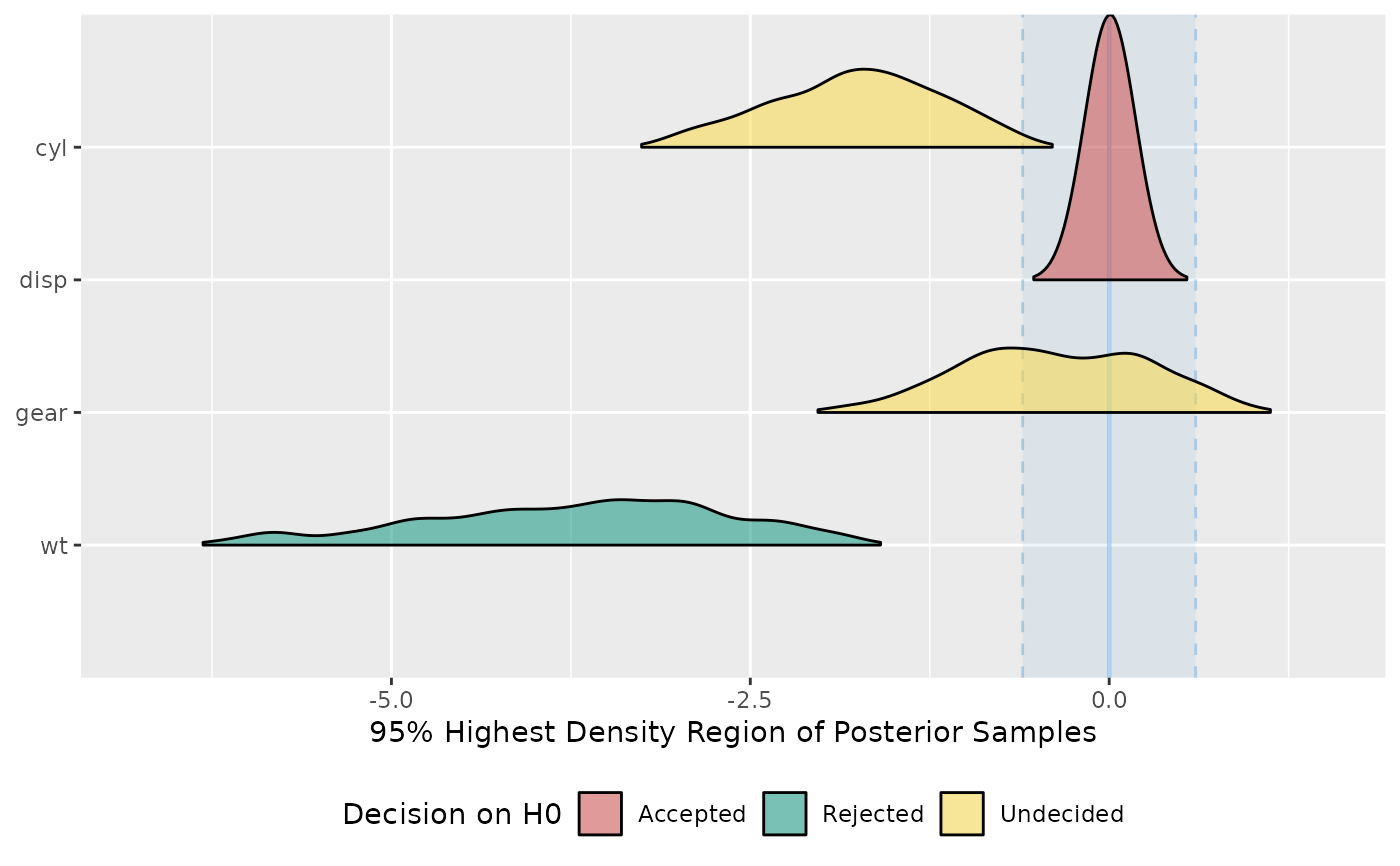 cyl
disp
gear
wt
-5.0 -2.5 0.0
95% Highest Density Region of Posterior Samples
Decision on H0 Accepted Rejected Undecided